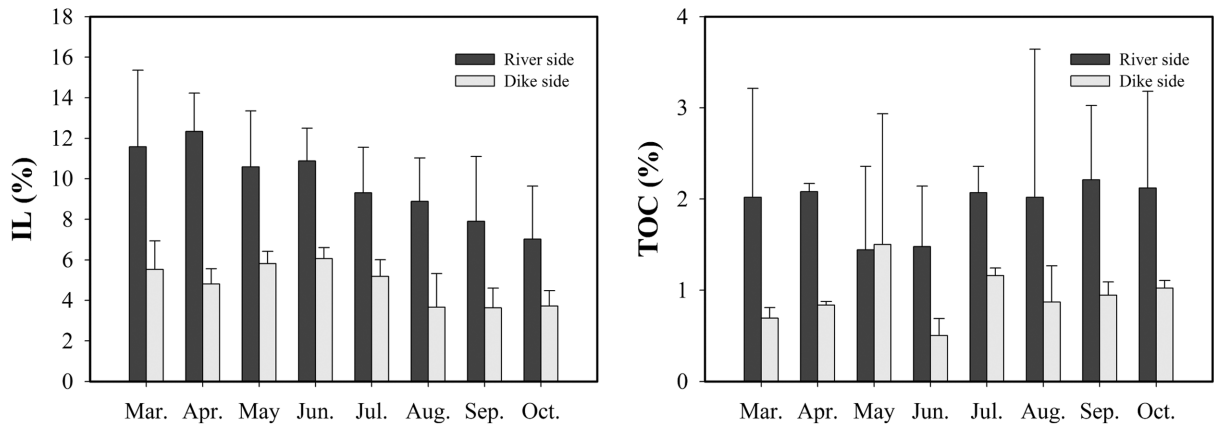 IL (%)
18
16
14
12
10
8
6
4
2
0
River side
Dike side
Mar. Apr. May Jun. Jul. Aug. Sep. Oct.
TOC (%)
4
3
2
1
0
River side
Dike side
Mar. Apr. May Jun. Jul. Aug. Sep. Oct.